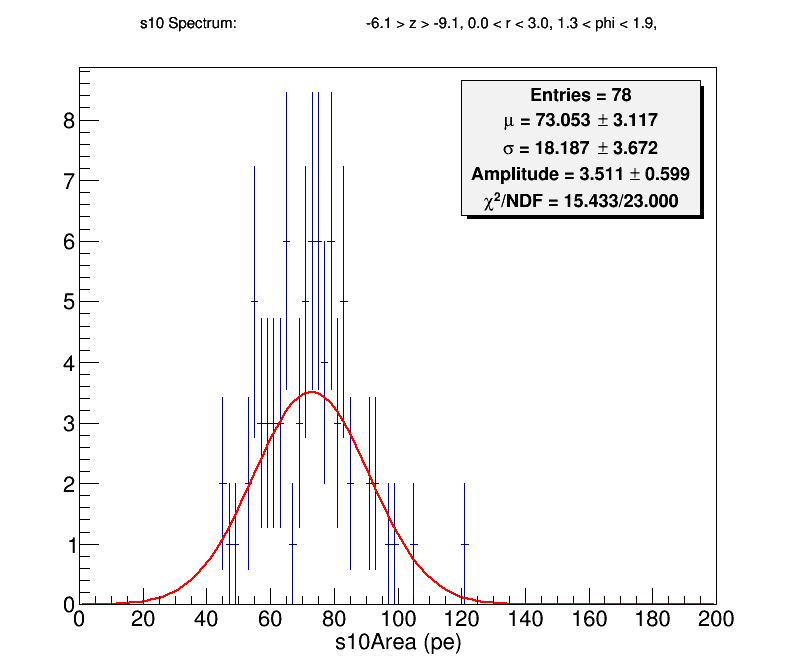 s10 Spectrum: -6.1 > z > -9.1, 0.0 < r < 3.0, 1.3 < phi < 1.9,
Entries = 78
μ = 73.053 ± 3.117
σ = 18.187 ± 3.672
Amplitude = 3.511 ± 0.599
χ²/NDF = 15.433/23.000
8
7
6
5
4
3
2
1
0
0 20 40 60 80 100 120 140 160 180 200
s10Area (pe)